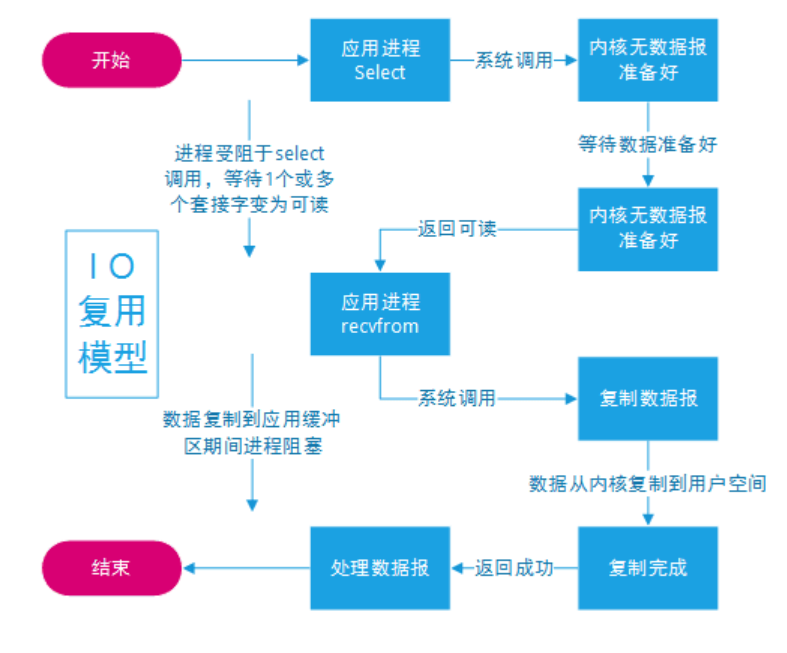 开始
应用进程
Select
系统调用
内核无数据报
准备好
等待数据准备好
进程受阻于select
调用，等待1个或多
个套接字变为可读
内核无数据报
准备好
返回可读
IO
复用
模型
应用进程
recvfrom
系统调用
复制数据报
数据复制到应用缓冲
区期间进程阻塞
数据从内核复制到用户空间
结束
处理数据报
返回成功
复制完成